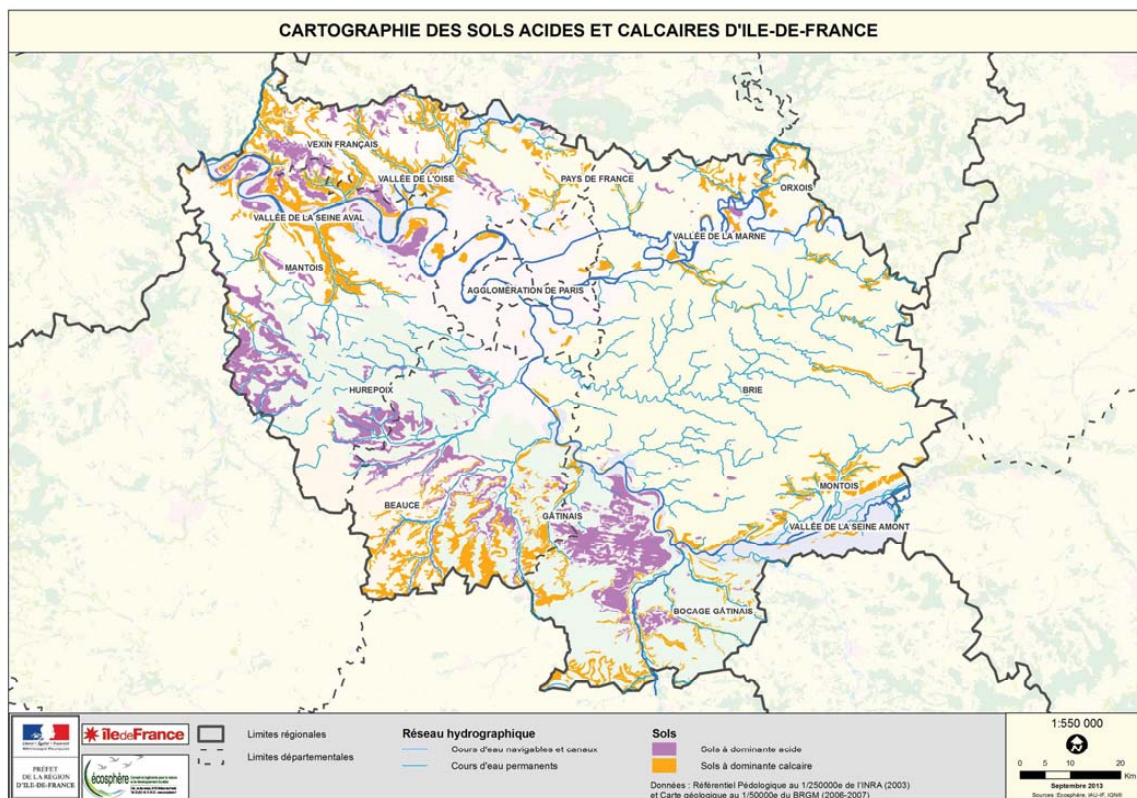 CARTOGRAPHIE DES SOLS ACIDES ET CALCAIRES D'ILE-DE-FRANCE
VEXIN FRANÇAIS
VALLÉE DE L'OISE
PAYS DE FRANCE
ORXOIS
VALLÉE DE LA SEINE AVAL
VALLÉE DE LA MARNE
MANTOIS
AGGLOMÉRATION DE PARIS
HUREPOIX
BRIE
MONTOIS
BEAUCE
GÂTINAIS
VALLÉE DE LA SEINE AMONT
BOCAGE GÂTINAIS
PRÉFET
DE LA RÉGION
D'ILE-DE-FRANCE
îledeFrance
écosphère
Limites régionales
Limites départementales
Réseau hydrographique
Cours d'eau navigables et canaux
Cours d'eau permanents
Sols
Sols à dominante acide
Sols à dominante calcaire
Données : Référentiel Pédologique au 1/250000e de l'INRA (2003)
et Carte géologique au 1/50000e du BRGM (2006-2007)
1:550 000
0 5 10 20
Km
Septembre 2013
Sources: Ecosphère, IAU-IF, IGN®